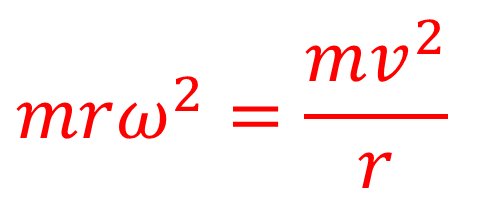 mrω² = mv²/r